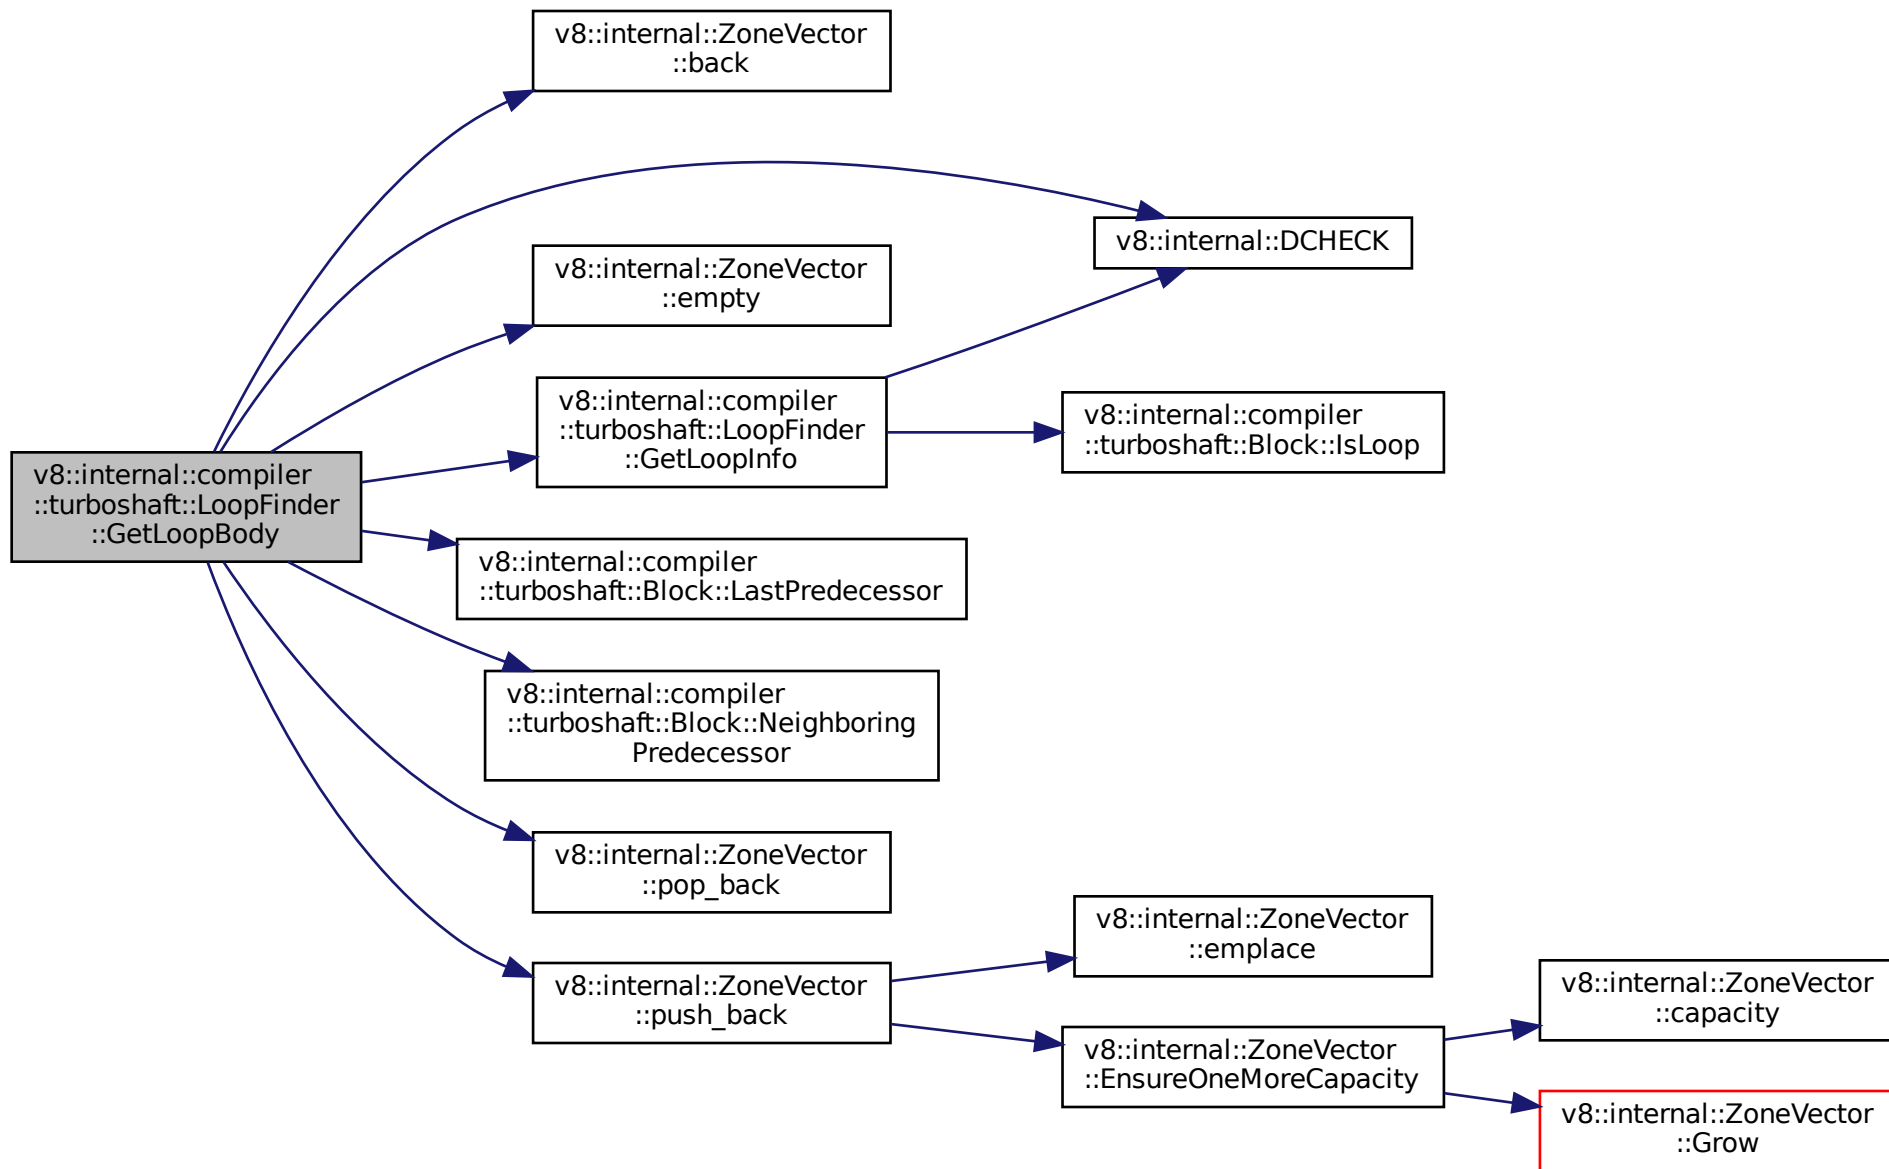 v8::internal::ZoneVector
::back
v8::internal::DCHECK
v8::internal::ZoneVector
::empty
v8::internal::compiler
::turboshaft::LoopFinder
::GetLoopInfo
v8::internal::compiler
::turboshaft::Block::IsLoop
v8::internal::compiler
::turboshaft::LoopFinder
::GetLoopBody
v8::internal::compiler
::turboshaft::Block::LastPredecessor
v8::internal::compiler
::turboshaft::Block::Neighboring
Predecessor
v8::internal::ZoneVector
::pop_back
v8::internal::ZoneVector
::emplace
v8::internal::ZoneVector
::push_back
v8::internal::ZoneVector
::capacity
v8::internal::ZoneVector
::EnsureOneMoreCapacity
v8::internal::ZoneVector
::Grow